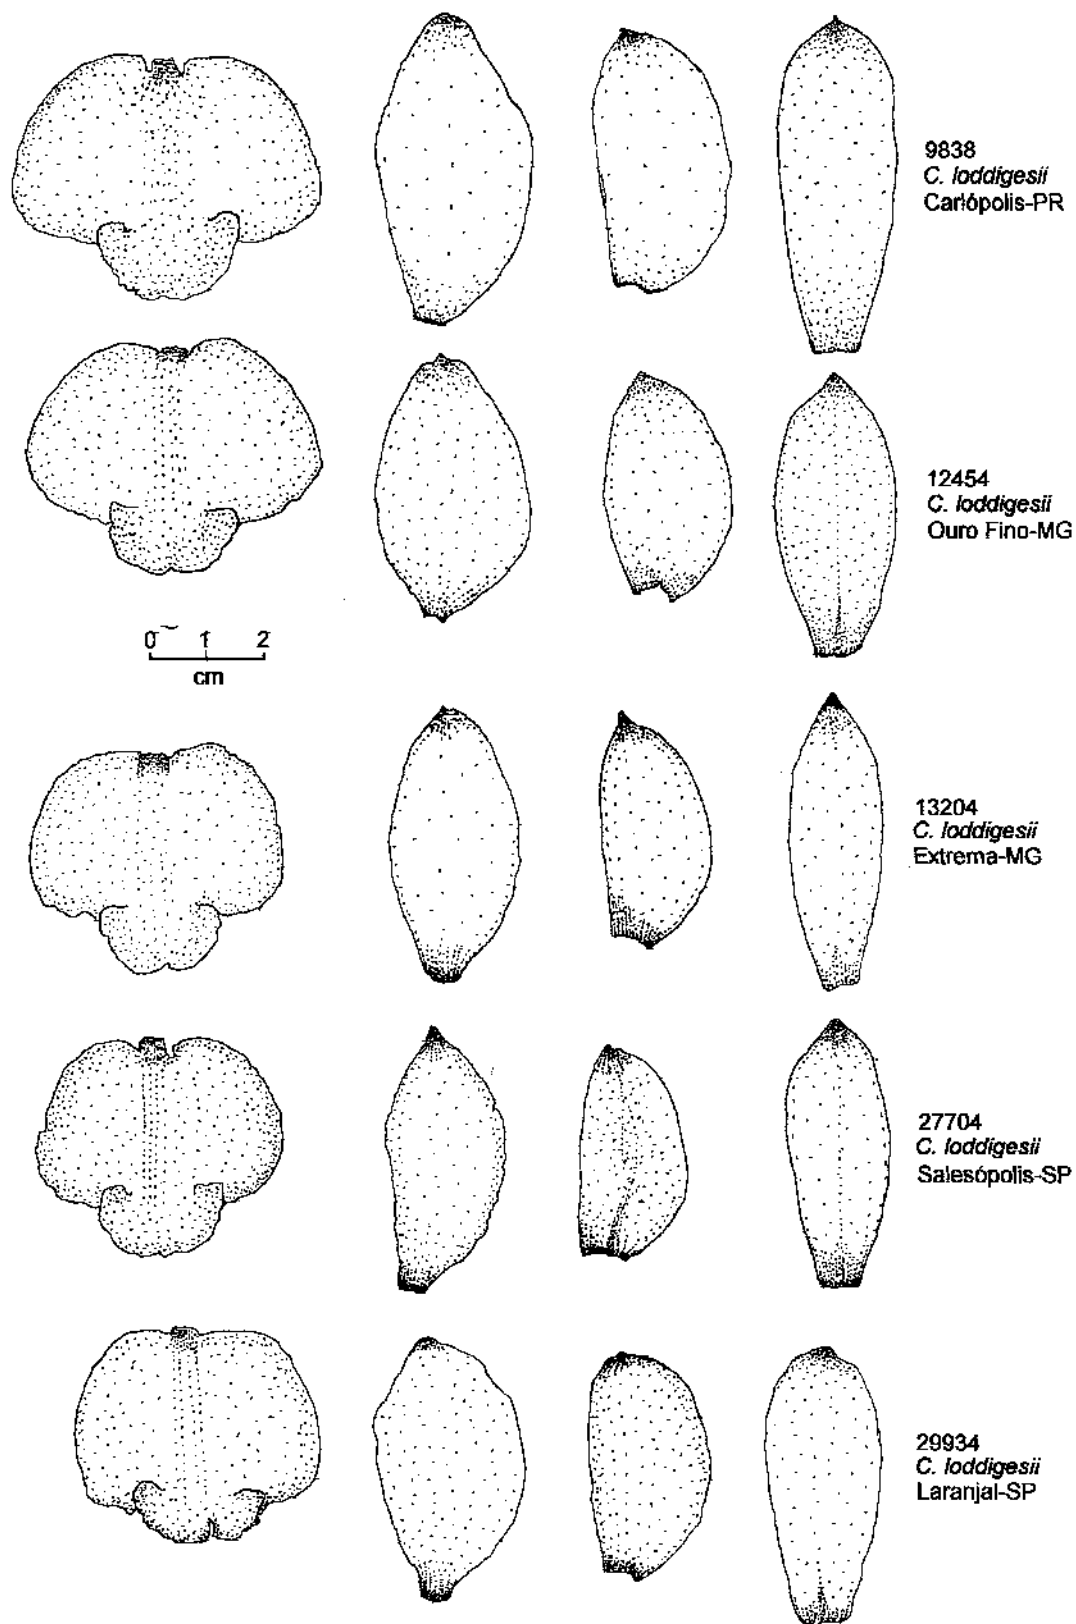 9838
C. loddigesii
Carlópolis-PR
12454
C. loddigesii
Ouro Fino-MG
0 1 2
cm
13204
C. loddigesii
Extrema-MG
27704
C. loddigesii
Salesópolis-SP
29934
C. loddigesii
Laranjal-SP